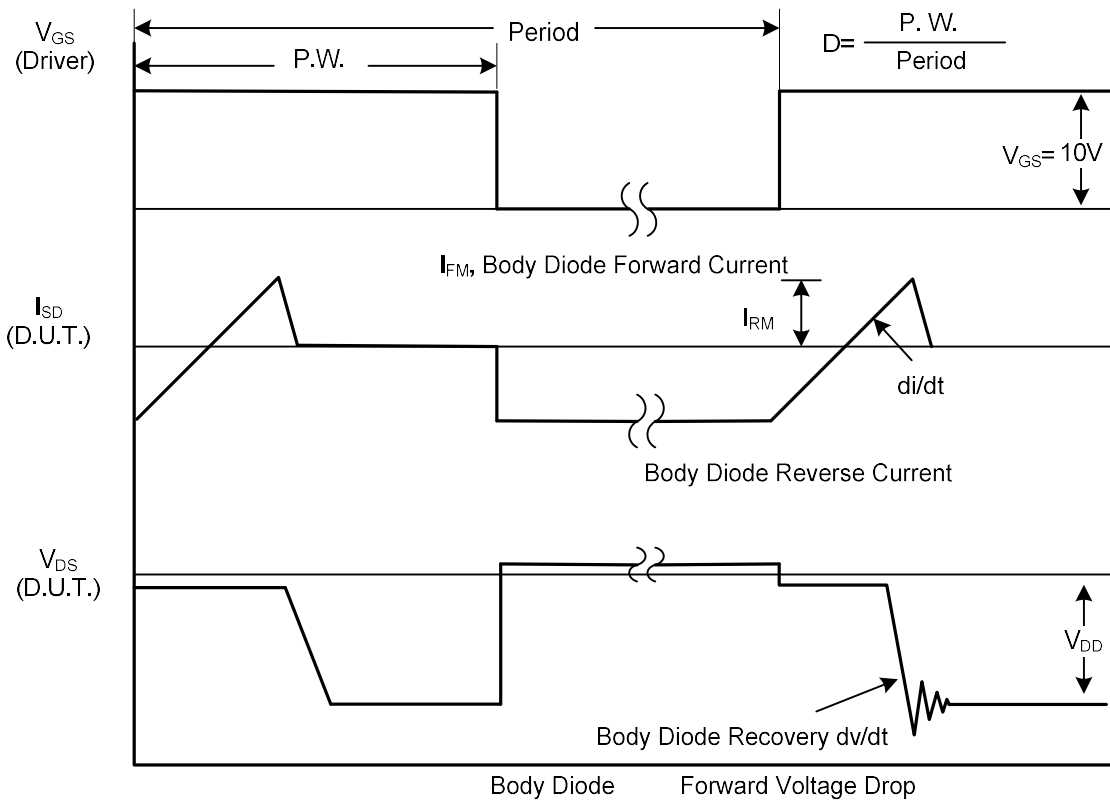 V_GS
(Driver)
Period
P.W.
D= P. W.
Period
V_GS= 10V
I_FM, Body Diode Forward Current
I_SD
(D.U.T.)
I_RM
di/dt
Body Diode Reverse Current
V_DS
(D.U.T.)
V_DD
Body Diode Recovery dv/dt
Body Diode Forward Voltage Drop